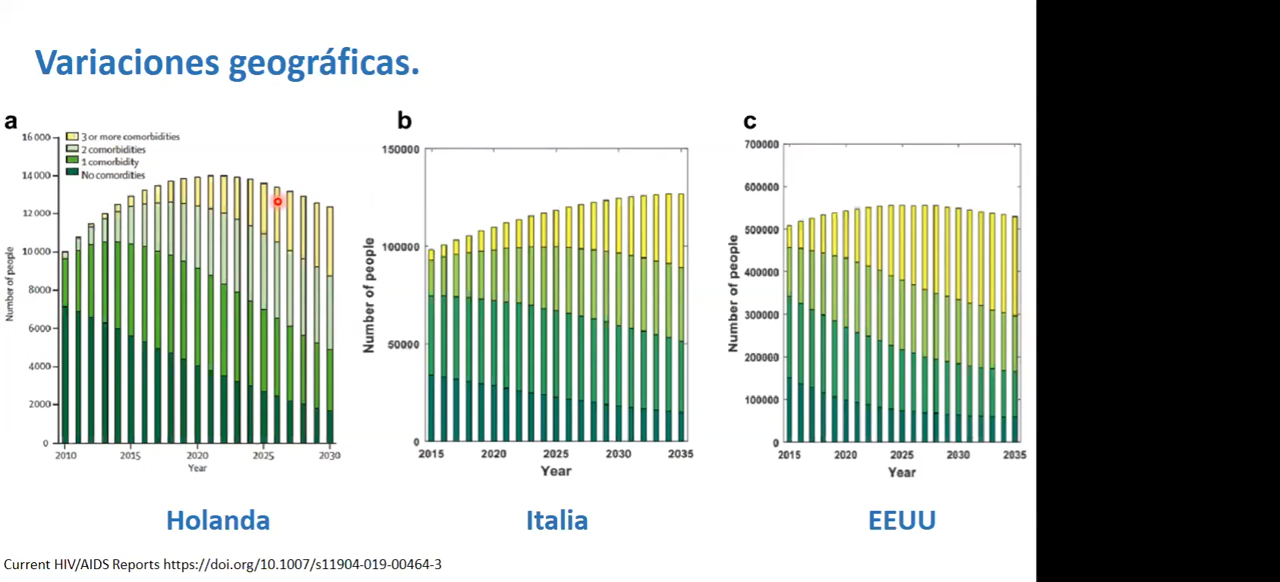 Variaciones geográficas.
a
16 000
14 000
12 000
10 000
8000
6000
4000
2000
0
Number of people
3 or more comorbidities
2 comorbidities
1 comorbidity
No comordities
2010 2015 2020 2025 2030
Year
Holanda
b
150000
100000
50000
0
Number of people
2015 2020 2025 2030 2035
Year
Italia
c
700000
600000
500000
400000
300000
200000
100000
0
Number of people
2015 2020 2025 2030 2035
Year
EEUU
Current HIV/AIDS Reports https://doi.org/10.1007/s11904-019-00464-3